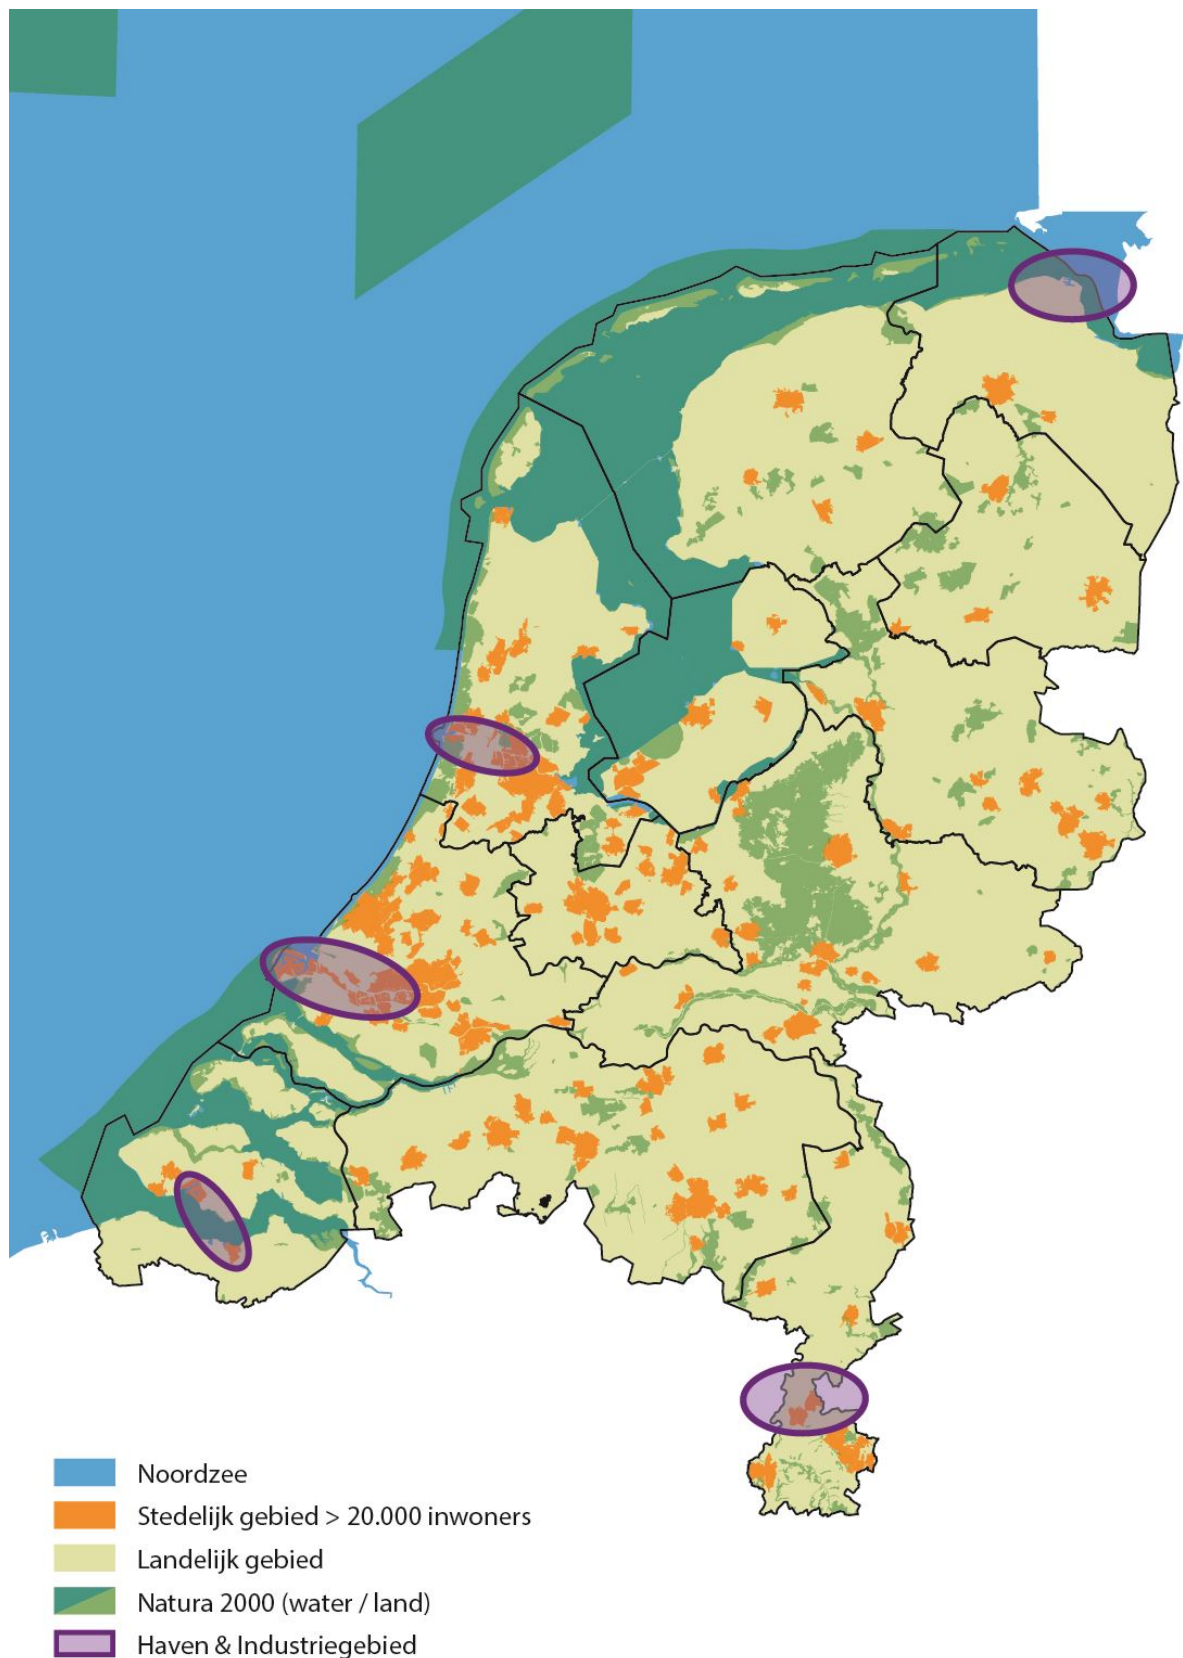 Noordzee
Stedelijk gebied > 20.000 inwoners
Landelijk gebied
Natura 2000 (water / land)
Haven & Industriegebied